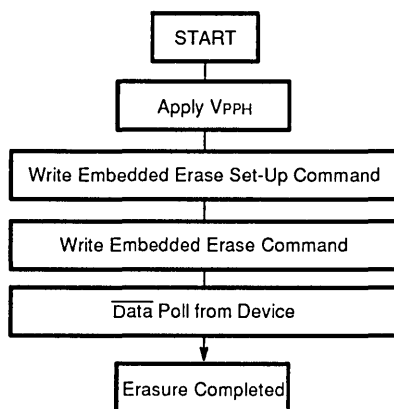 START
Apply VPPH
Write Embedded Erase Set-Up Command
Write Embedded Erase Command
Data Poll from Device
Erasure Completed